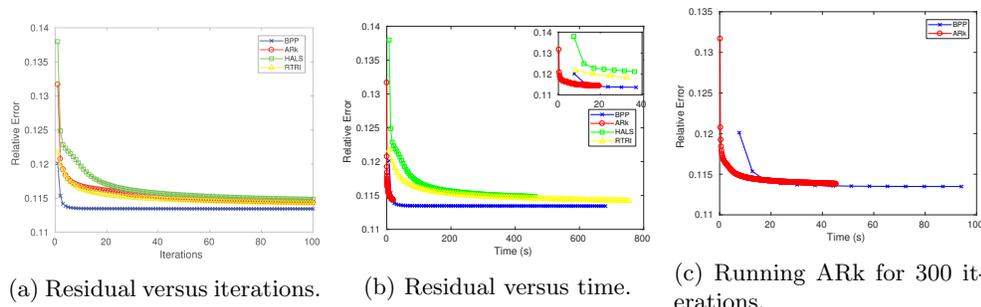 0.14
0.135
0.13
0.125
0.12
0.115
0.11
Relative Error
0 20 40 60 80 100
Iterations
BPP
ARk
HALS
RTRI
(a) Residual versus iterations.
0.14
0.135
0.13
0.125
0.12
0.115
0.11
Relative Error
0 200 400 600 800
Time (s)
0.14
0.13
0.12
0.11
0 20 40
BPP
ARk
HALS
RTRI
(b) Residual versus time.
0.135
0.13
0.125
0.12
0.115
0.11
Relative Error
0 20 40 60 80 100
Time (s)
BPP
ARk
(c) Running ARk for 300 it-
erations.